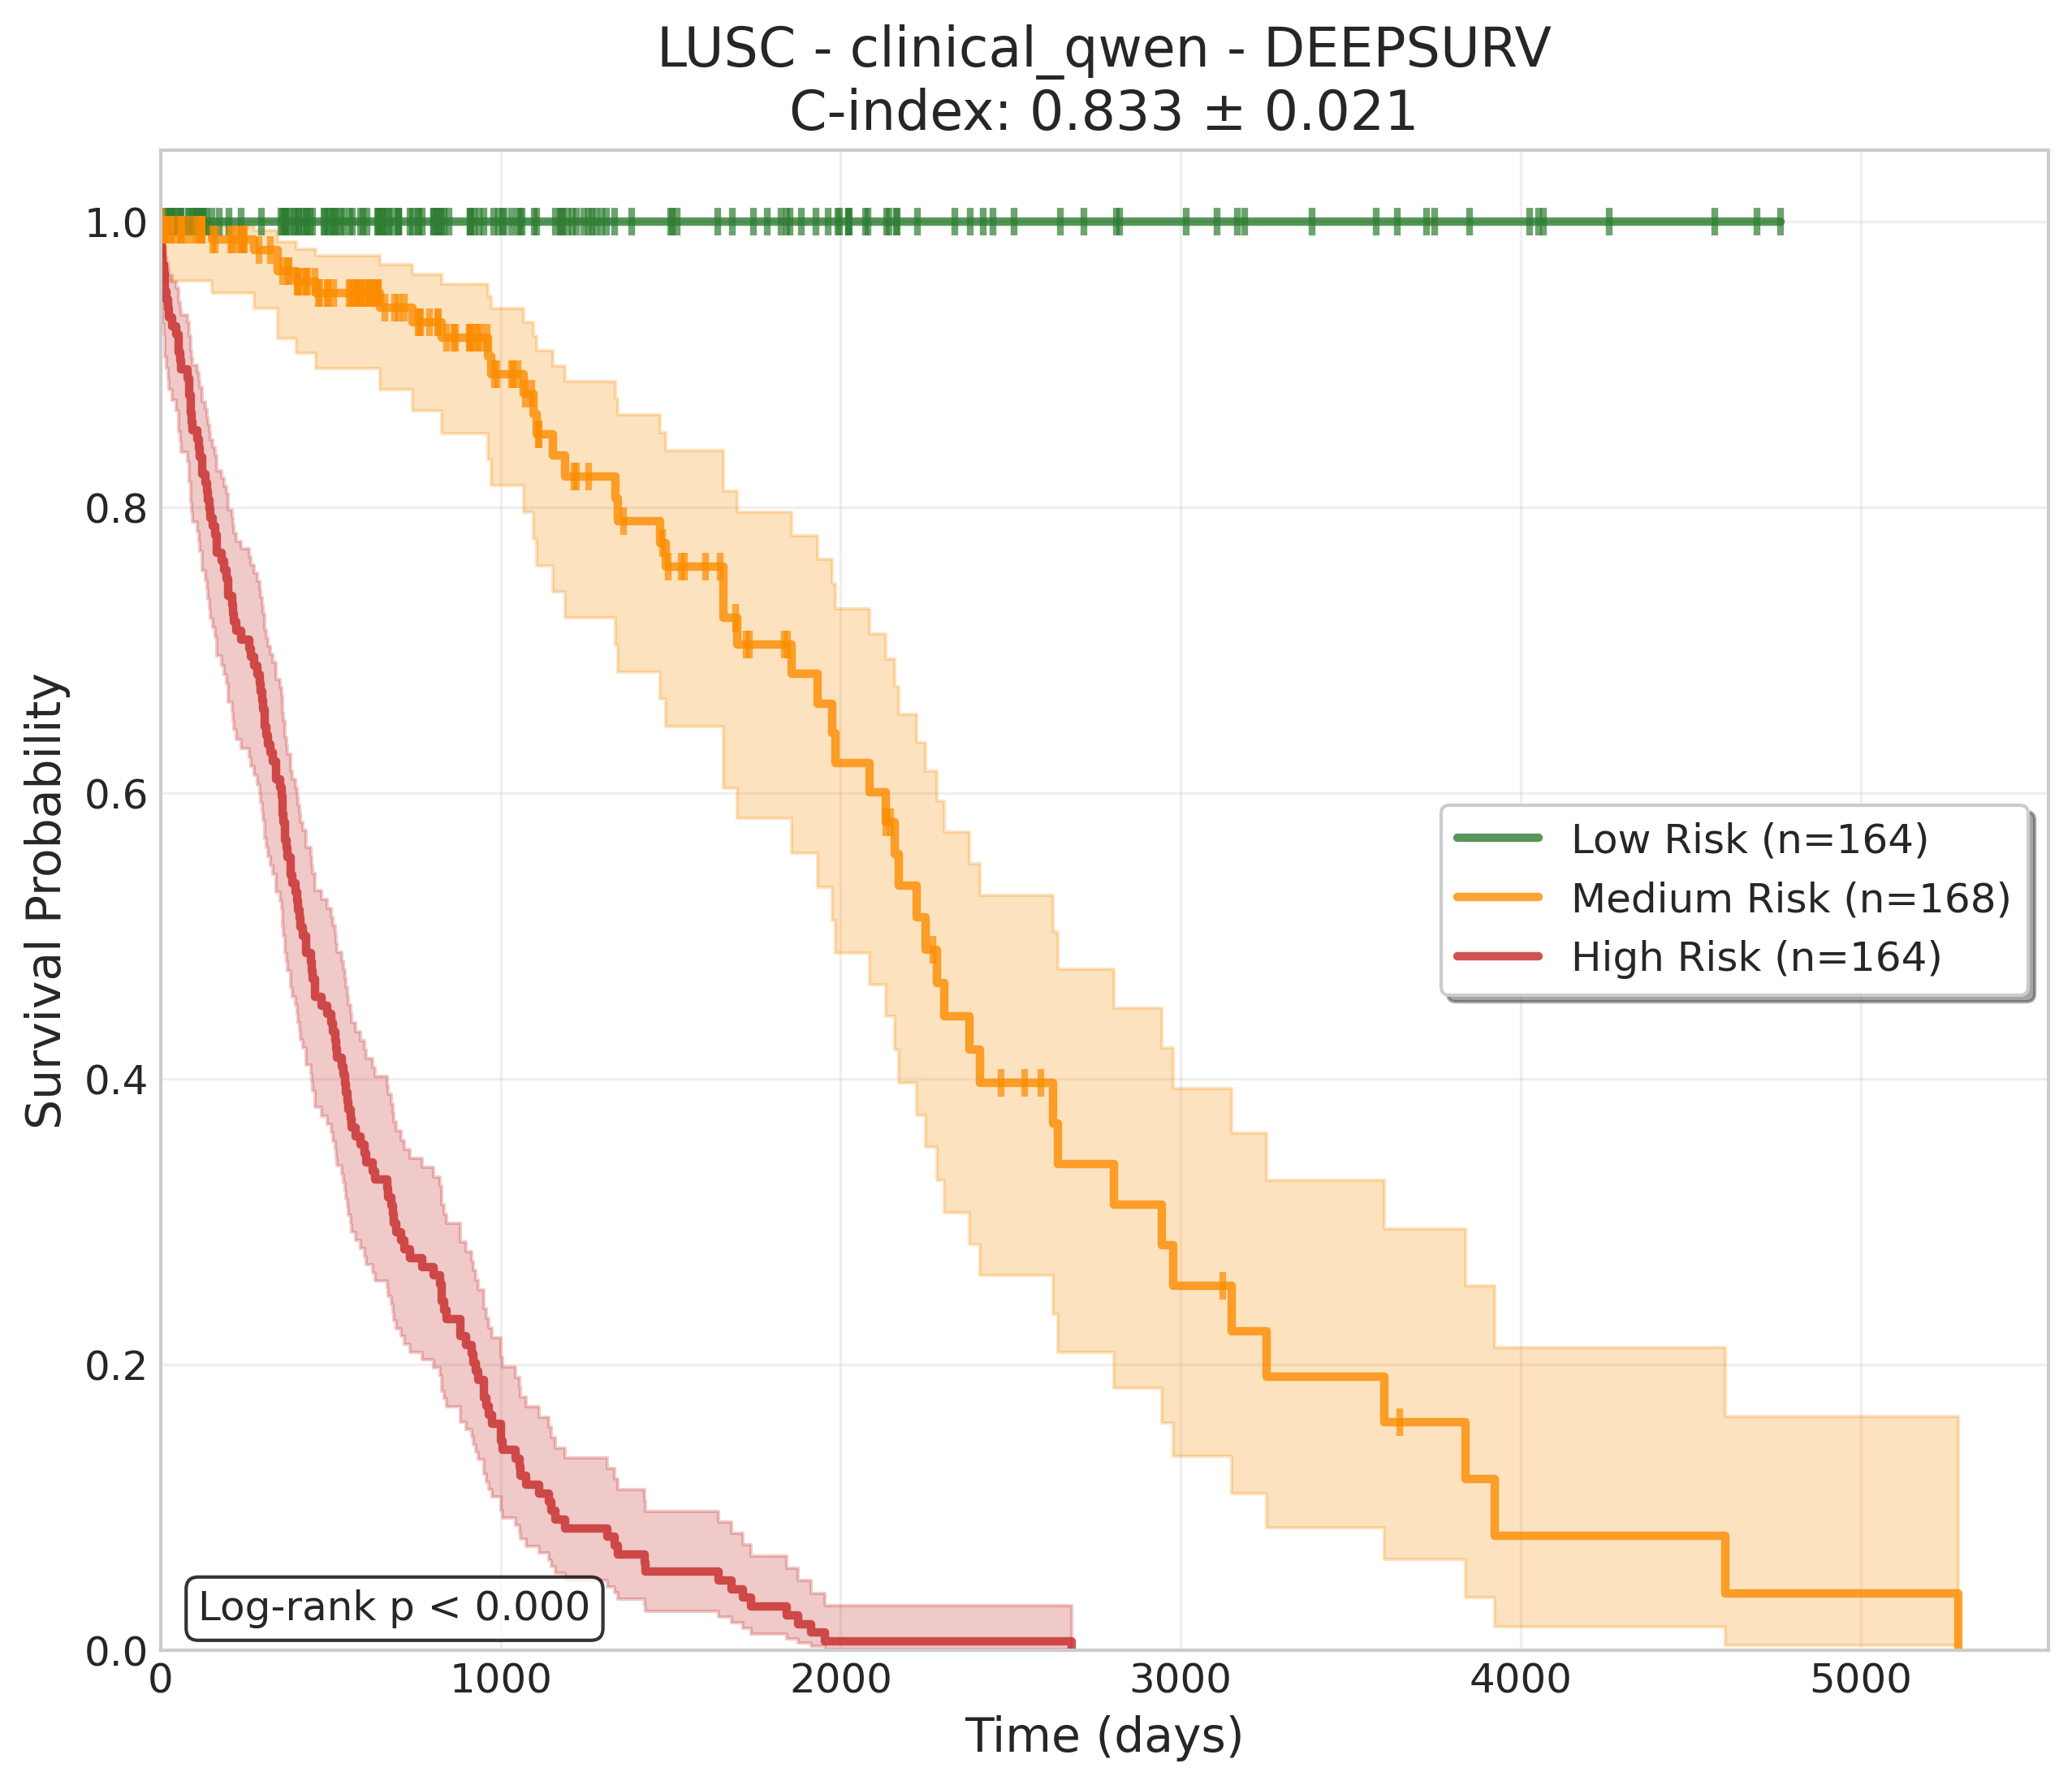 LUSC - clinical_qwen - DEEPSURV
C-index: 0.833 ± 0.021
Survival Probability
1.0
0.8
0.6
0.4
0.2
0.0
Low Risk (n=164)
Medium Risk (n=168)
High Risk (n=164)
Log-rank p < 0.000
0 1000 2000 3000 4000 5000
Time (days)